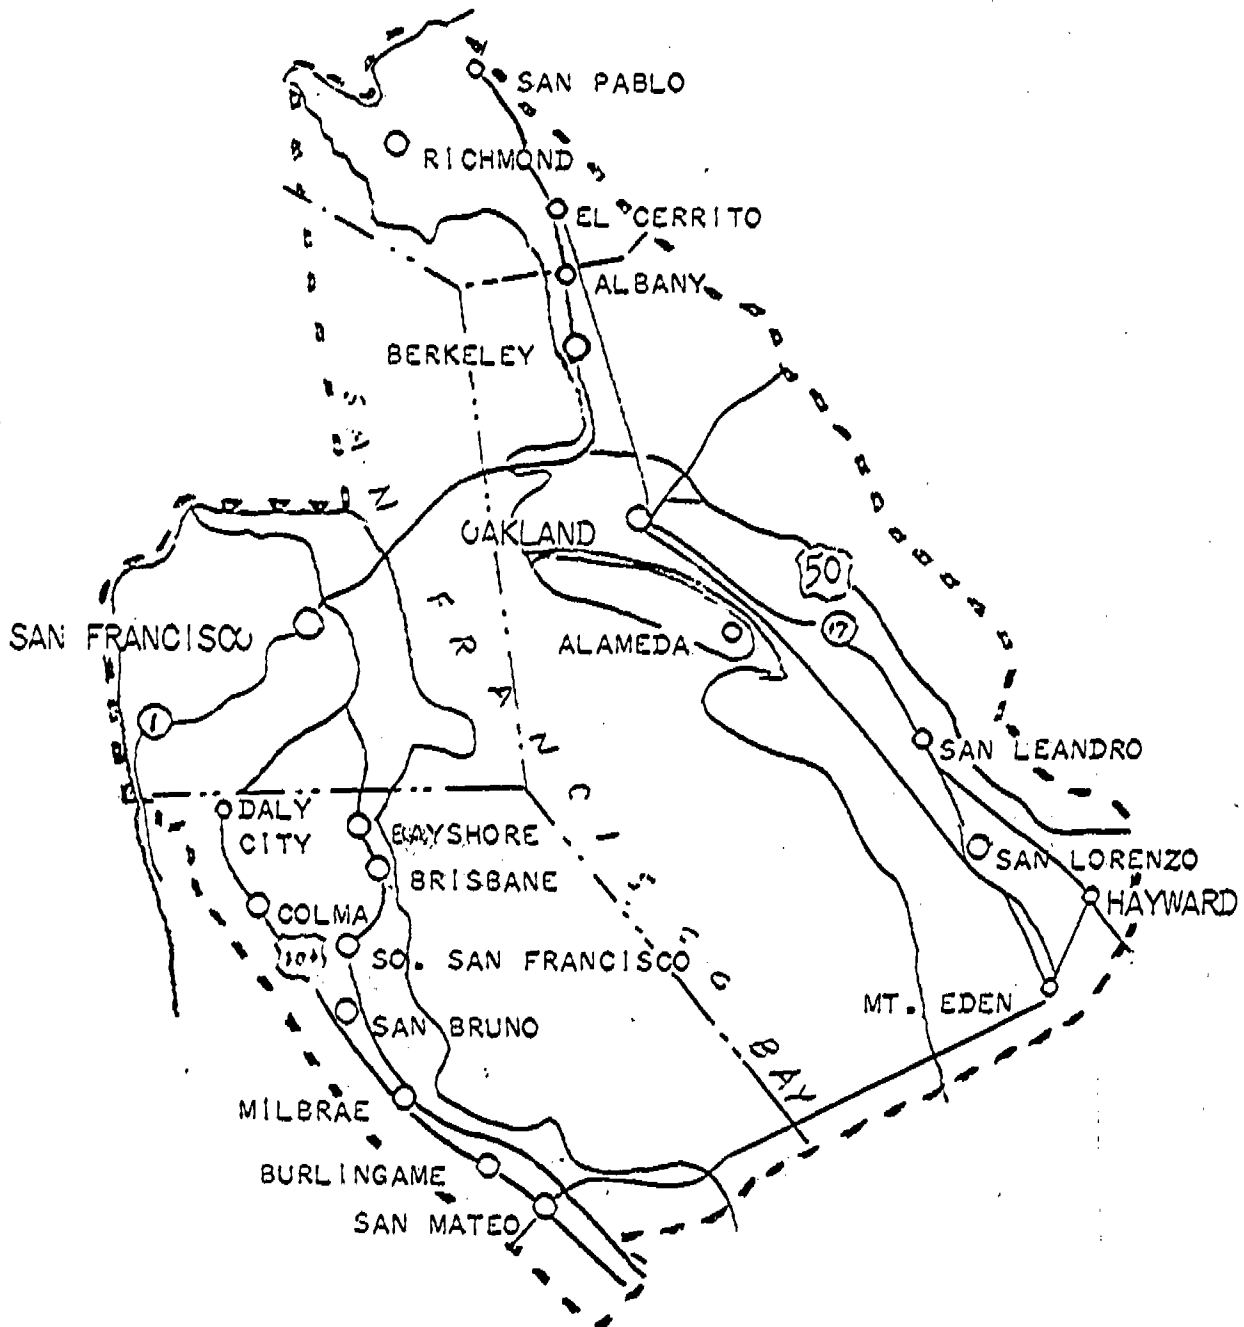 SAN PABLO
RICHMOND
EL CERRITO
ALBANY
BERKELEY
OAKLAND
50
SAN FRANCISCO
ALAMEDA
17
1
SAN LEANDRO
DALY
CITY
BAYSHORE
SAN LORENZO
BRISBANE
HAYWARD
COLMA
SO. SAN FRANCISCO
MT. EDEN
SAN BRUNO
MILBRAE
BURLINGAME
SAN MATEO
SAN FRANCISCO BAY